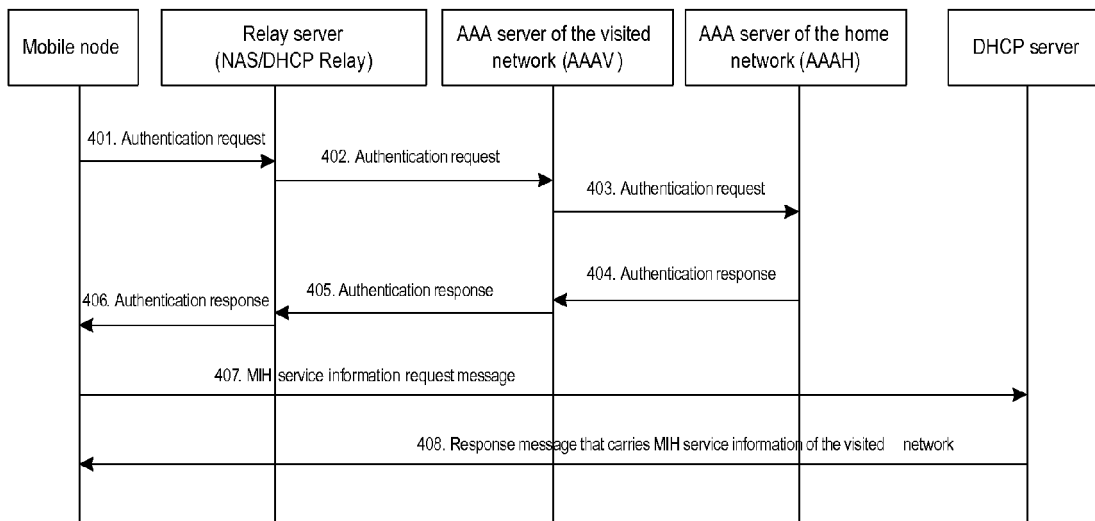 Mobile node
Relay server
(NAS/DHCP Relay)
AAA server of the visited
network (AAAV)
AAA server of the home
network (AAAH)
DHCP server
401. Authentication request
402. Authentication request
403. Authentication request
404. Authentication response
405. Authentication response
406. Authentication response
407. MIH service information request message
408. Response message that carries MIH service information of the visited network